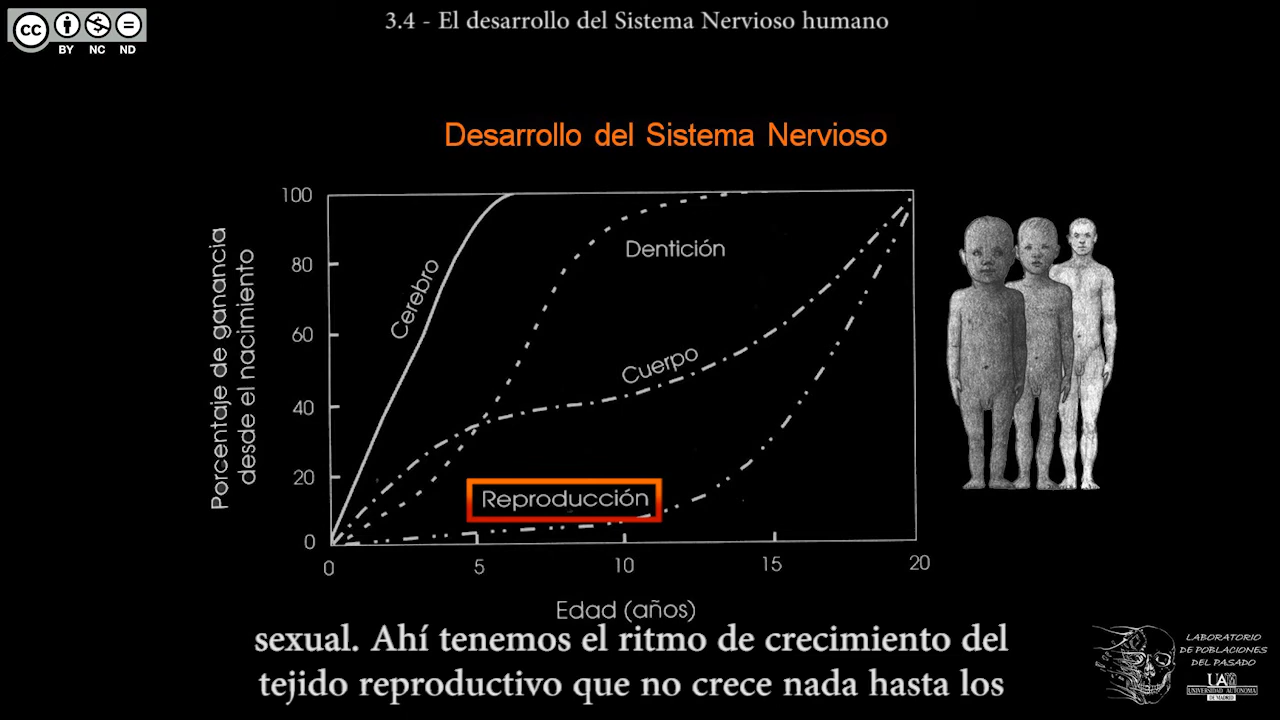 3.4 - El desarrollo del Sistema Nervioso humano
CC
BY NC ND
Desarrollo del Sistema Nervioso
Porcentaje de ganancia
desde el nacimiento
100
80
60
40
20
0
Cerebro
Dentición
Cuerpo
Reproducción
0 5 10 15 20
Edad (años)
sexual. Ahí tenemos el ritmo de crecimiento del
tejido reproductivo que no crece nada hasta los
LABORATORIO
DE POBLACIONES
DEL PASADO
UAM
UNIVERSIDAD AUTONOMA
DE MADRID